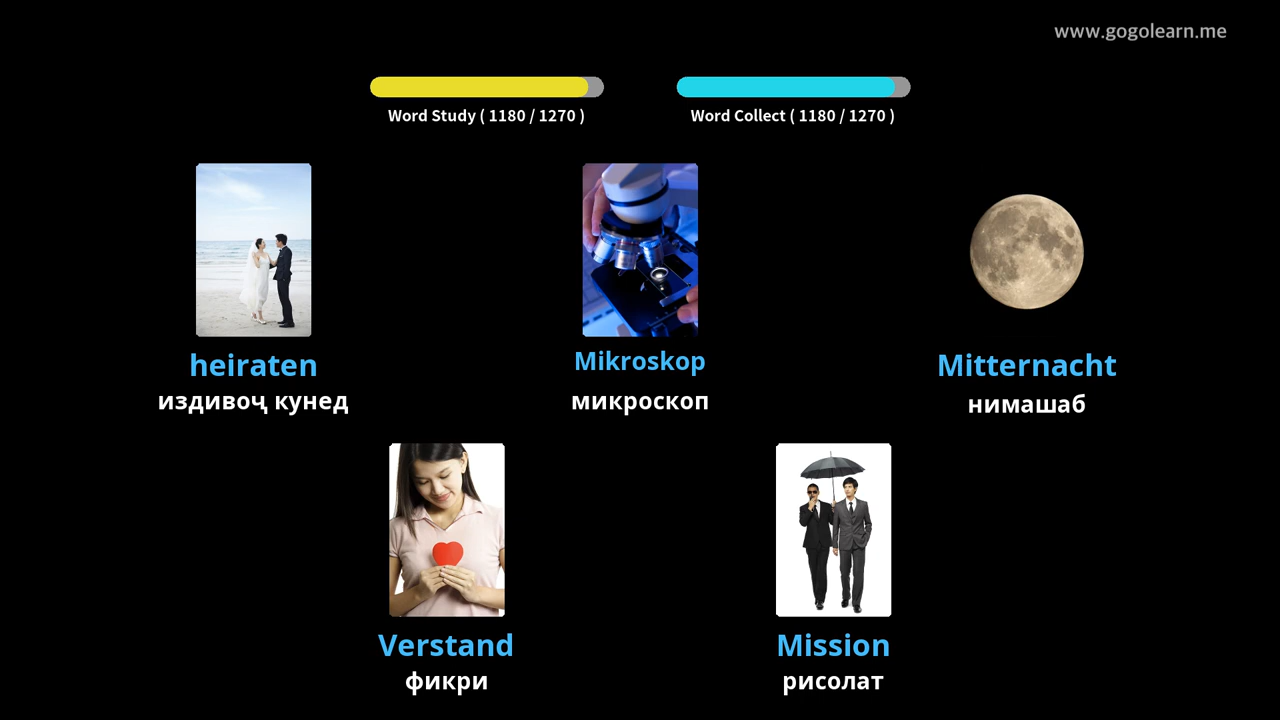 www.gogolearn.me
Word Study ( 1180 / 1270 )
Word Collect ( 1180 / 1270 )
heiraten
издивоҷ кунед
Mikroskop
микроскоп
Mitternacht
нимашаб
Verstand
фикри
Mission
рисолат